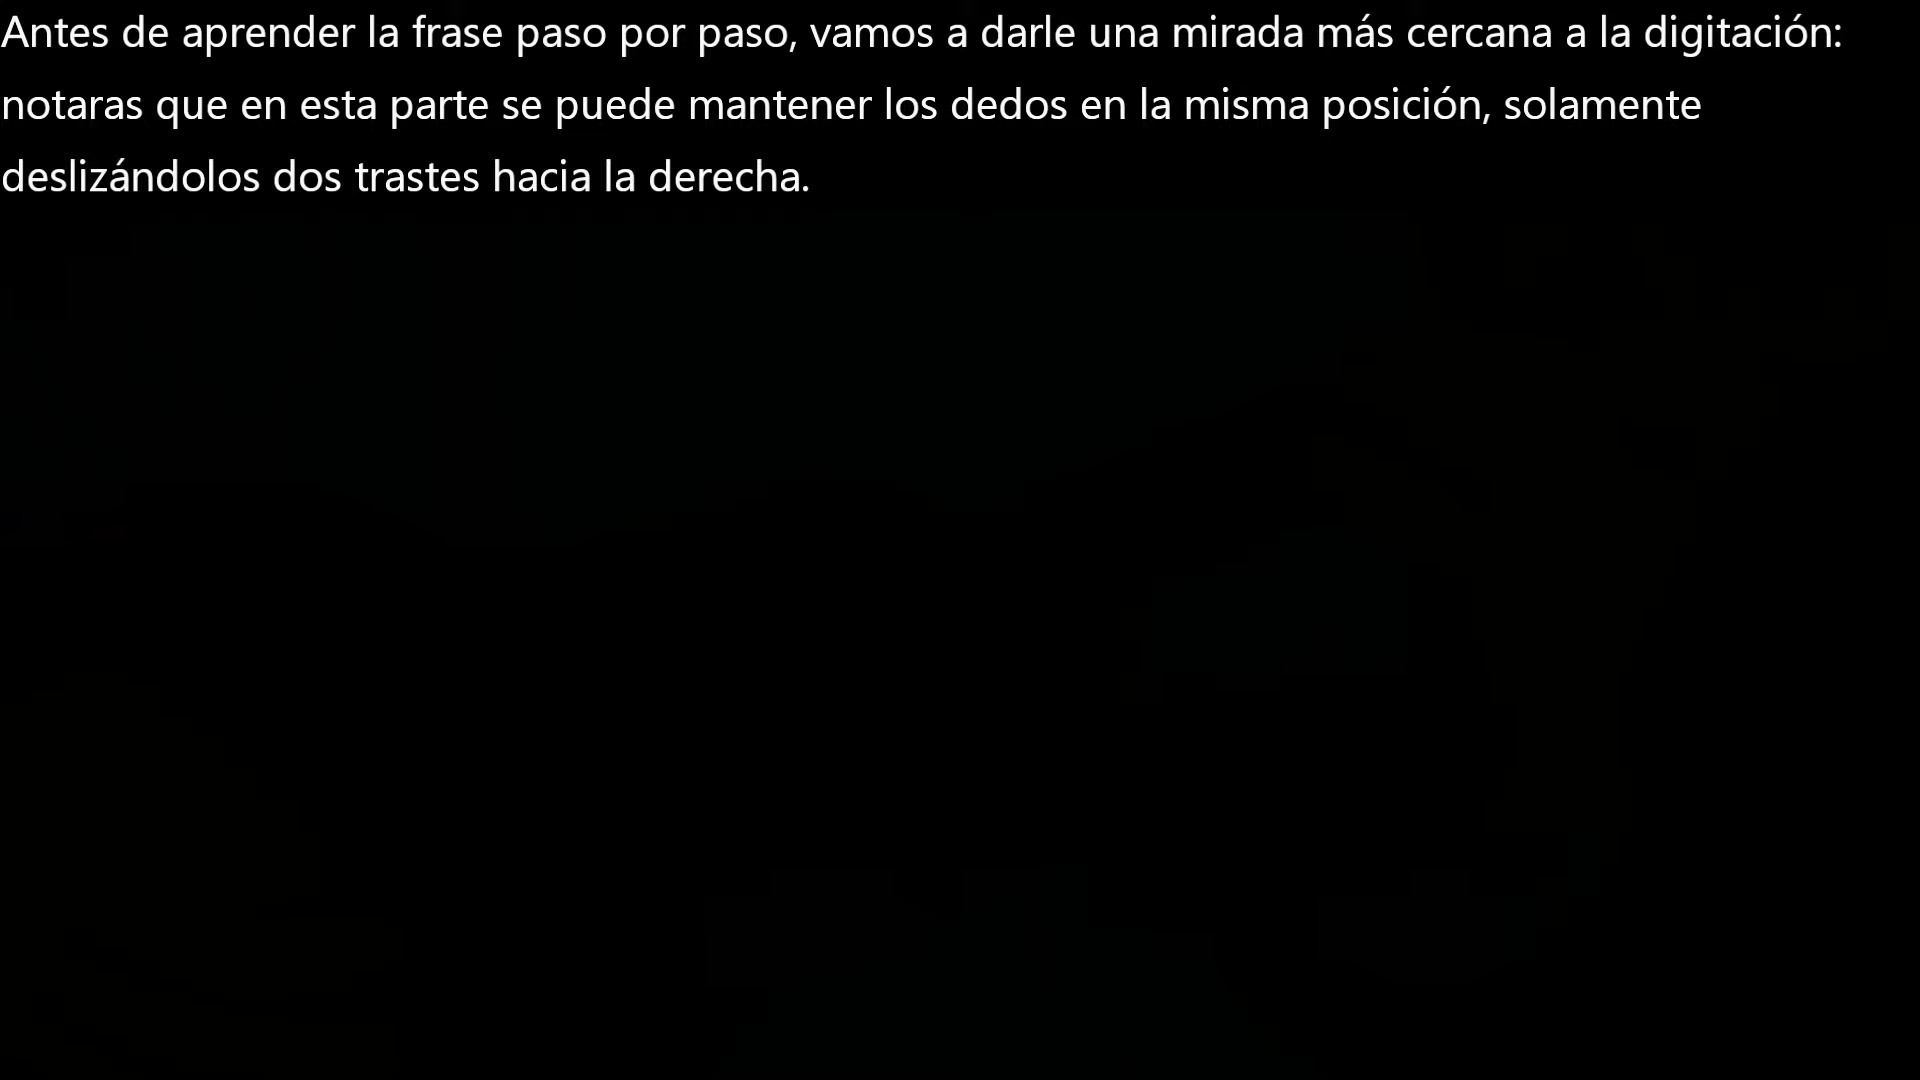 Antes de aprender la frase paso por paso, vamos a darle una mirada más cercana a la digitación:
notaras que en esta parte se puede mantener los dedos en la misma posición, solamente
deslizándolos dos trastes hacia la derecha.